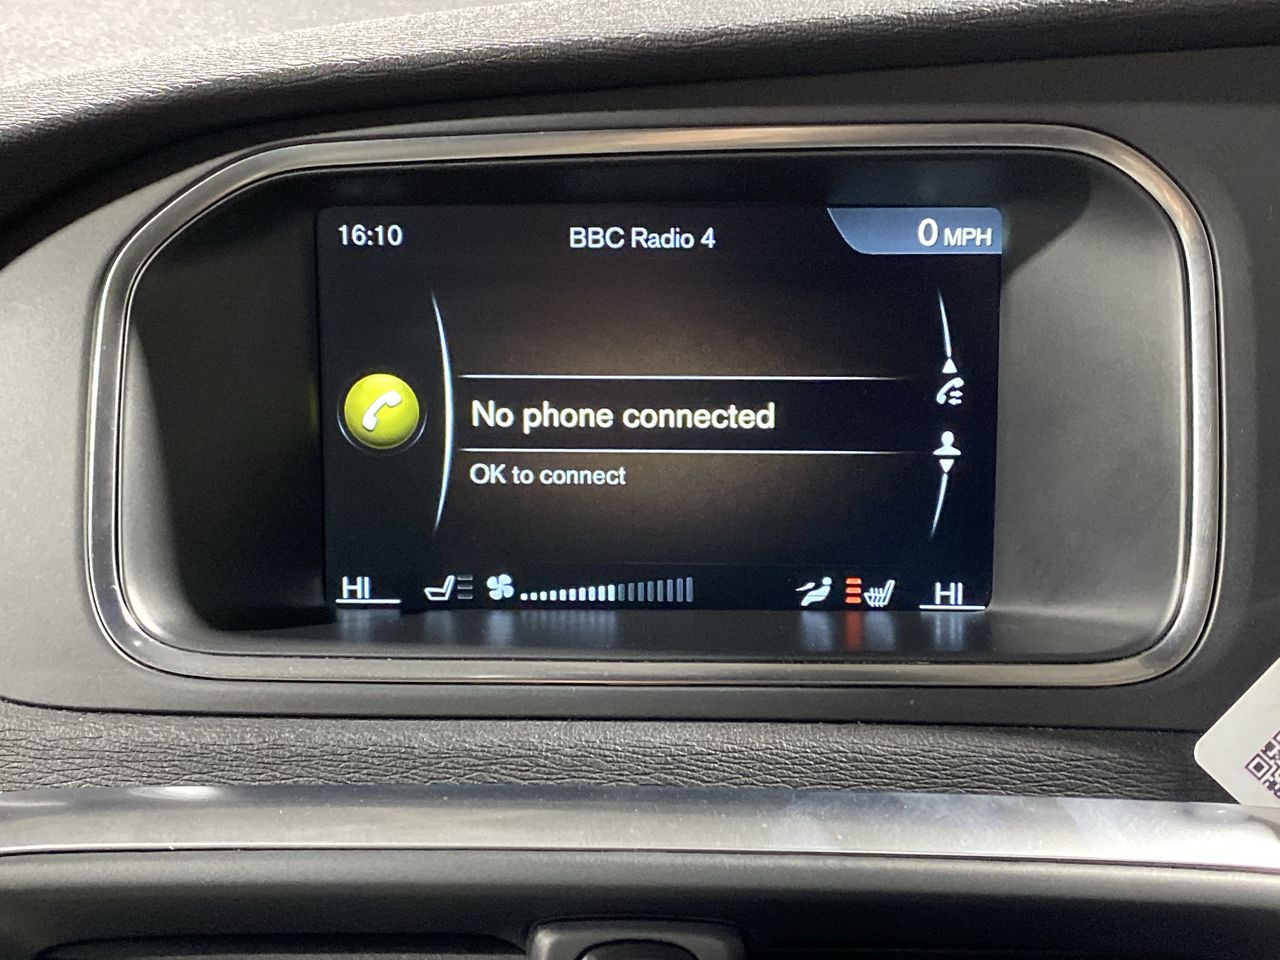 16:10 BBC Radio 4 0 MPH
No phone connected
OK to connect
HI HI